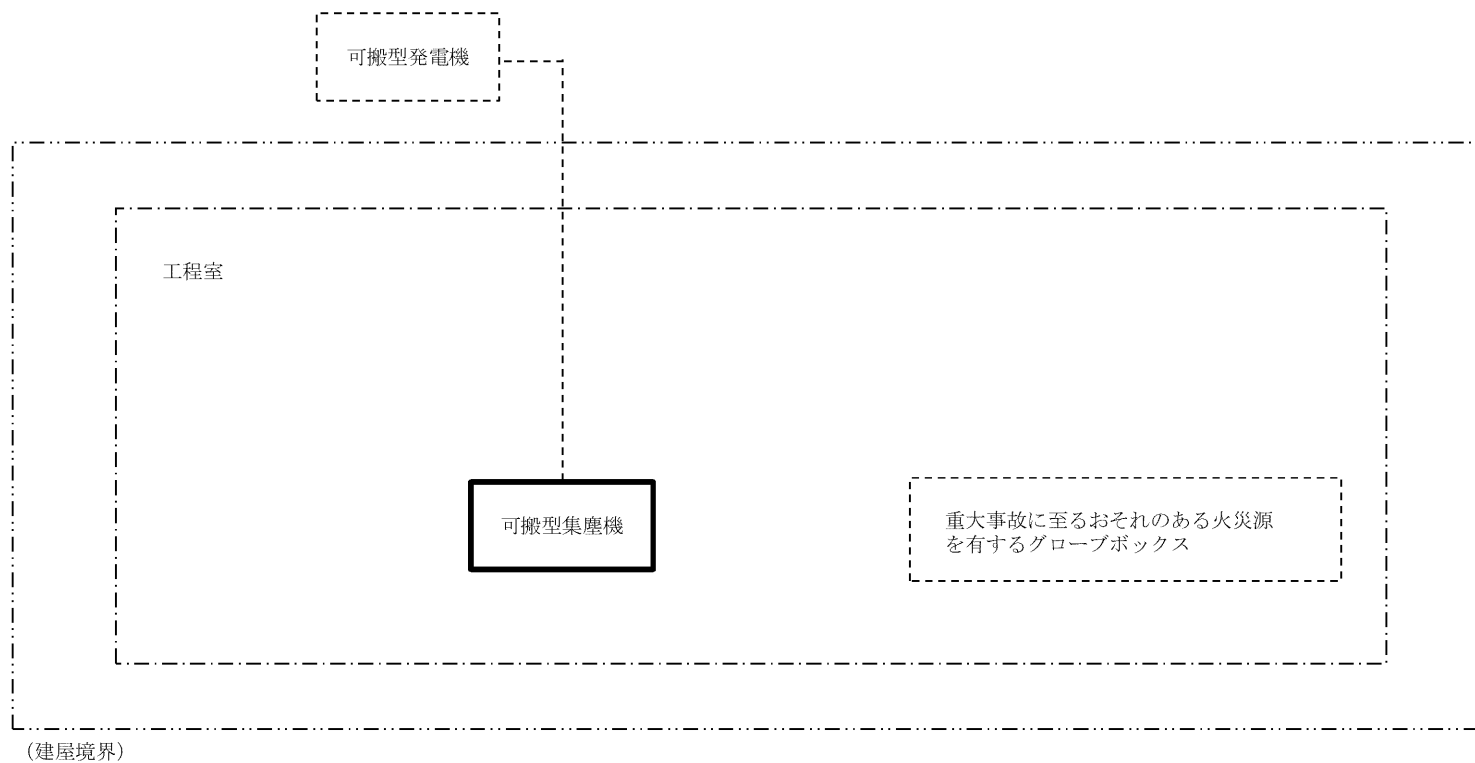 可搬型発電機
工程室
可搬型集塵機
重大事故に至るおそれのある火災源
を有するグローブボックス
（建屋境界）